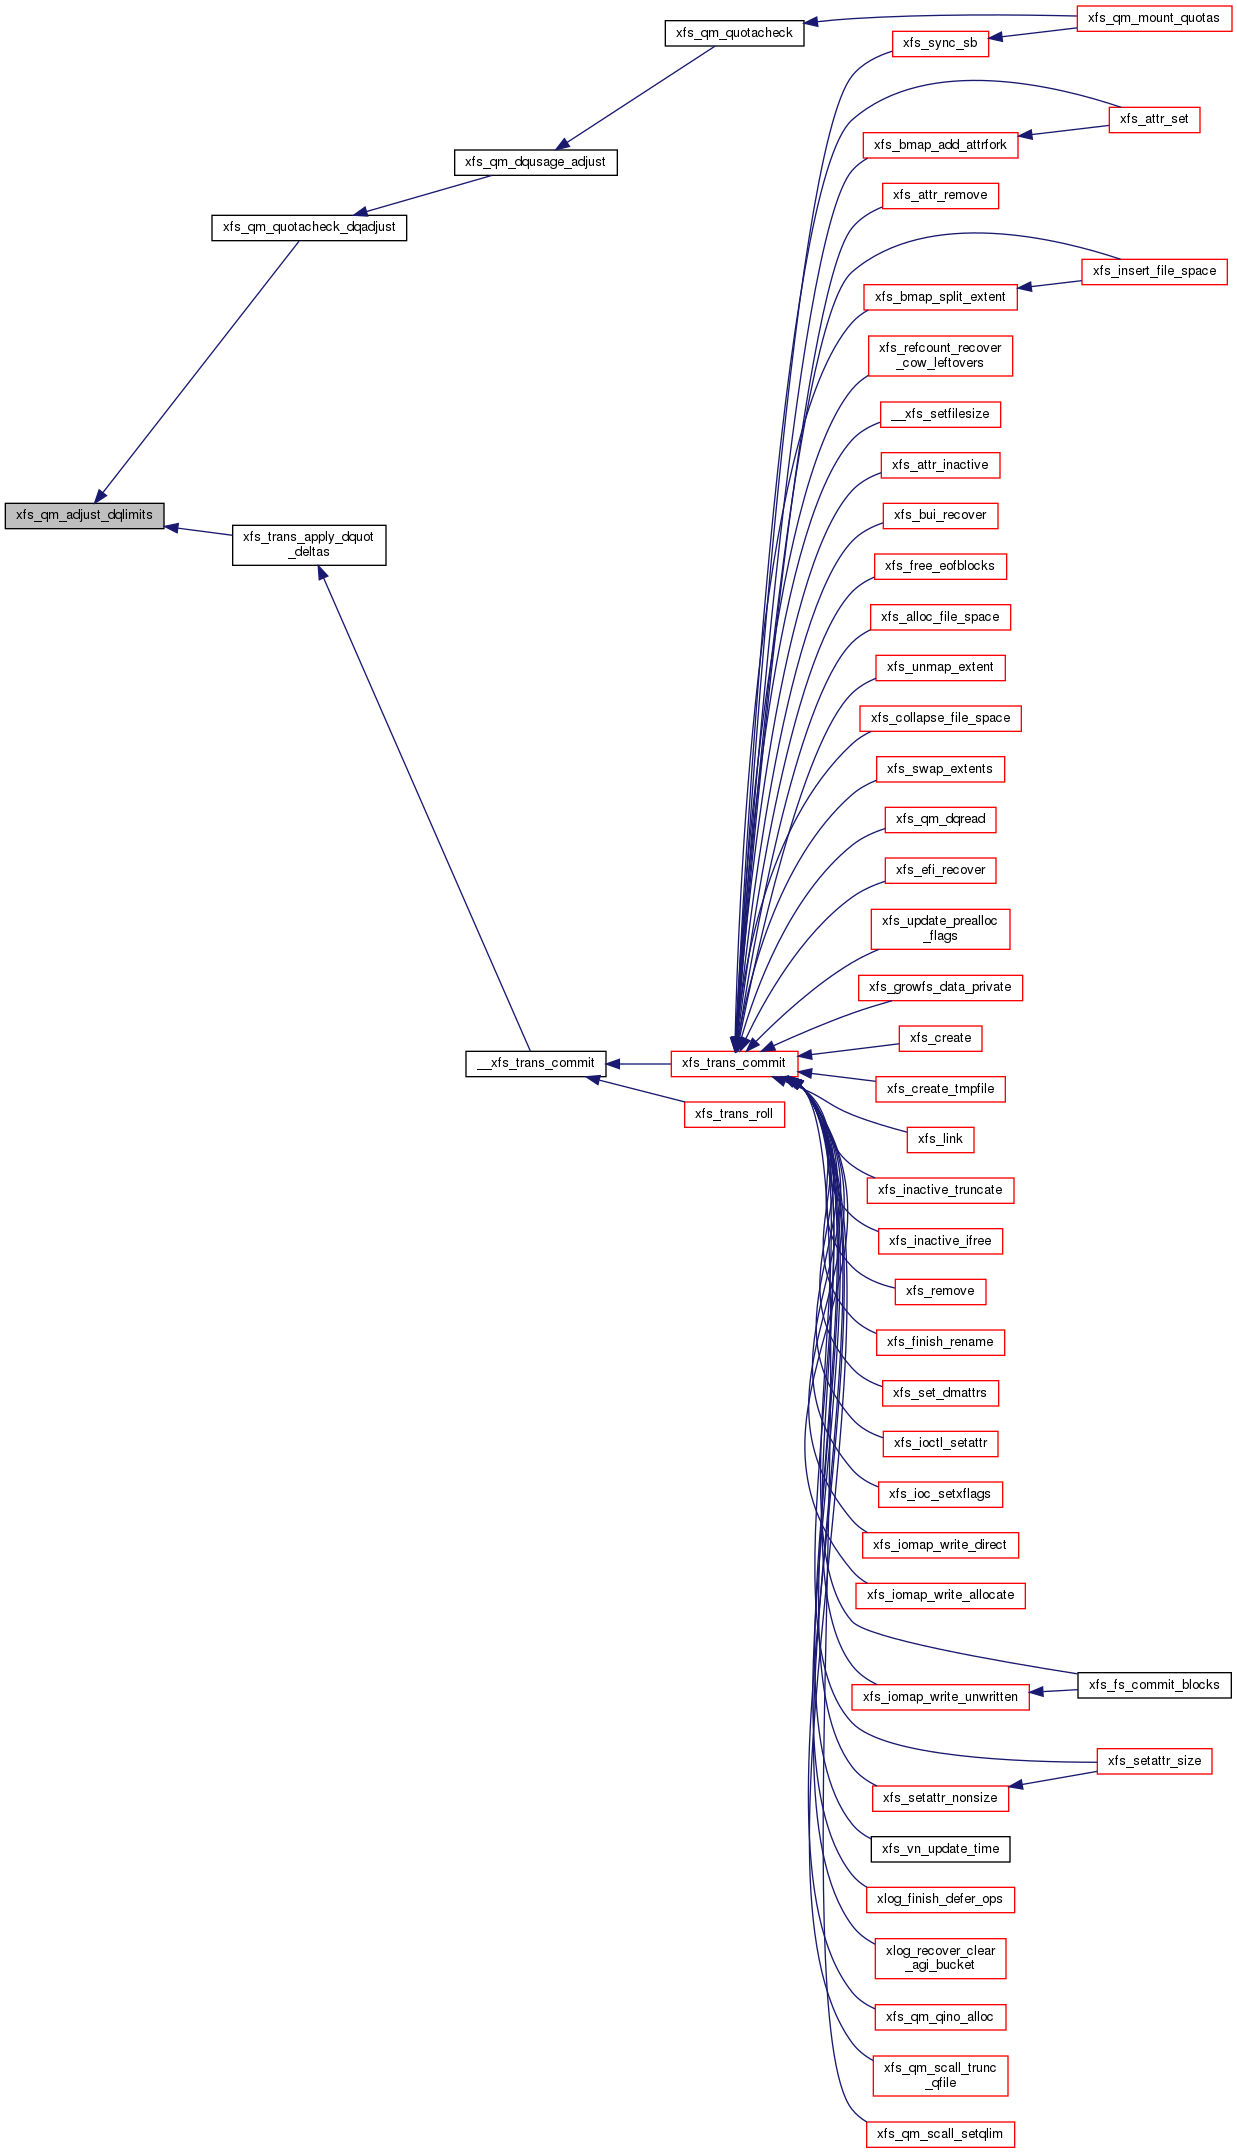 xfs_qm_mount_quotas
xfs_qm_quotacheck
xfs_sync_sb
xfs_attr_set
xfs_bmap_add_attrfork
xfs_qm_dqusage_adjust
xfs_attr_remove
xfs_qm_quotacheck_dqadjust
xfs_insert_file_space
xfs_bmap_split_extent
xfs_refcount_recover
_cow_leftovers
__xfs_setfilesize
xfs_attr_inactive
xfs_qm_adjust_dqlimits
xfs_bui_recover
xfs_trans_apply_dquot
_deltas
xfs_free_eofblocks
xfs_alloc_file_space
xfs_unmap_extent
xfs_collapse_file_space
xfs_swap_extents
xfs_qm_dqread
xfs_efi_recover
xfs_update_prealloc
_flags
xfs_growfs_data_private
xfs_create
__xfs_trans_commit
xfs_trans_commit
xfs_create_tmpfile
xfs_trans_roll
xfs_link
xfs_inactive_truncate
xfs_inactive_ifree
xfs_remove
xfs_finish_rename
xfs_set_dmattrs
xfs_ioctl_setattr
xfs_ioc_setxflags
xfs_iomap_write_direct
xfs_iomap_write_allocate
xfs_fs_commit_blocks
xfs_iomap_write_unwritten
xfs_setattr_size
xfs_setattr_nonsize
xfs_vn_update_time
xlog_finish_defer_ops
xlog_recover_clear
_agi_bucket
xfs_qm_qino_alloc
xfs_qm_scall_trunc
_qfile
xfs_qm_scall_setqlim